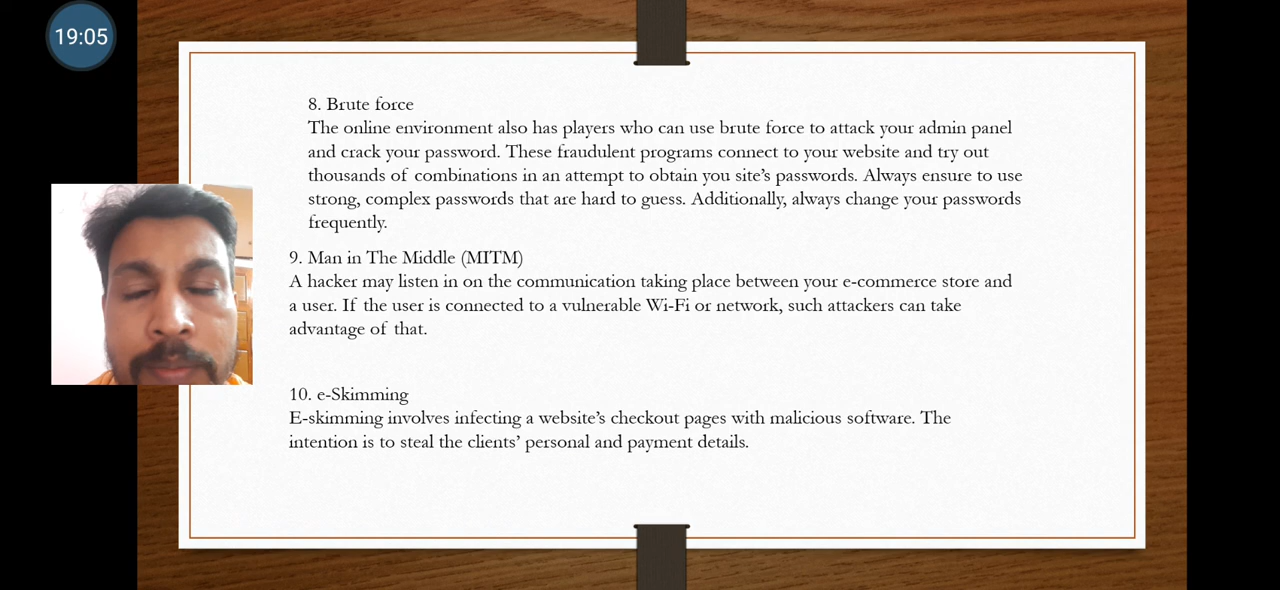 19:05
8. Brute force
The online environment also has players who can use brute force to attack your admin panel
and crack your password. These fraudulent programs connect to your website and try out
thousands of combinations in an attempt to obtain you site’s passwords. Always ensure to use
strong, complex passwords that are hard to guess. Additionally, always change your passwords
frequently.
9. Man in The Middle (MITM)
A hacker may listen in on the communication taking place between your e-commerce store and
a user. If the user is connected to a vulnerable Wi-Fi or network, such attackers can take
advantage of that.
10. e-Skimming
E-skimming involves infecting a website’s checkout pages with malicious software. The
intention is to steal the clients’ personal and payment details.